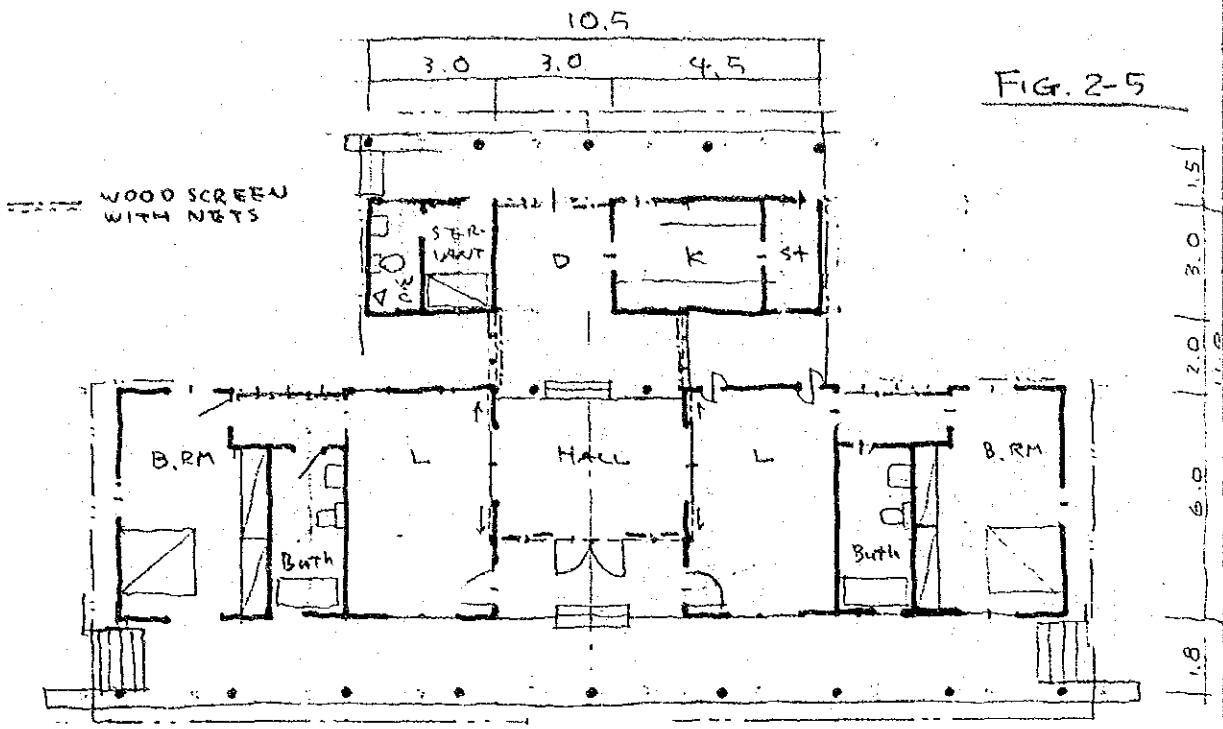 10.5
3.0 3.0 4.5
FIG. 2-5
WOOD SCREEN
WITH NETS
1.5
3.0
2.0
6.0
1.8
SER-
VANT
D
K
St
B.RM
L
HALL
L
B.RM
Bath
Bath